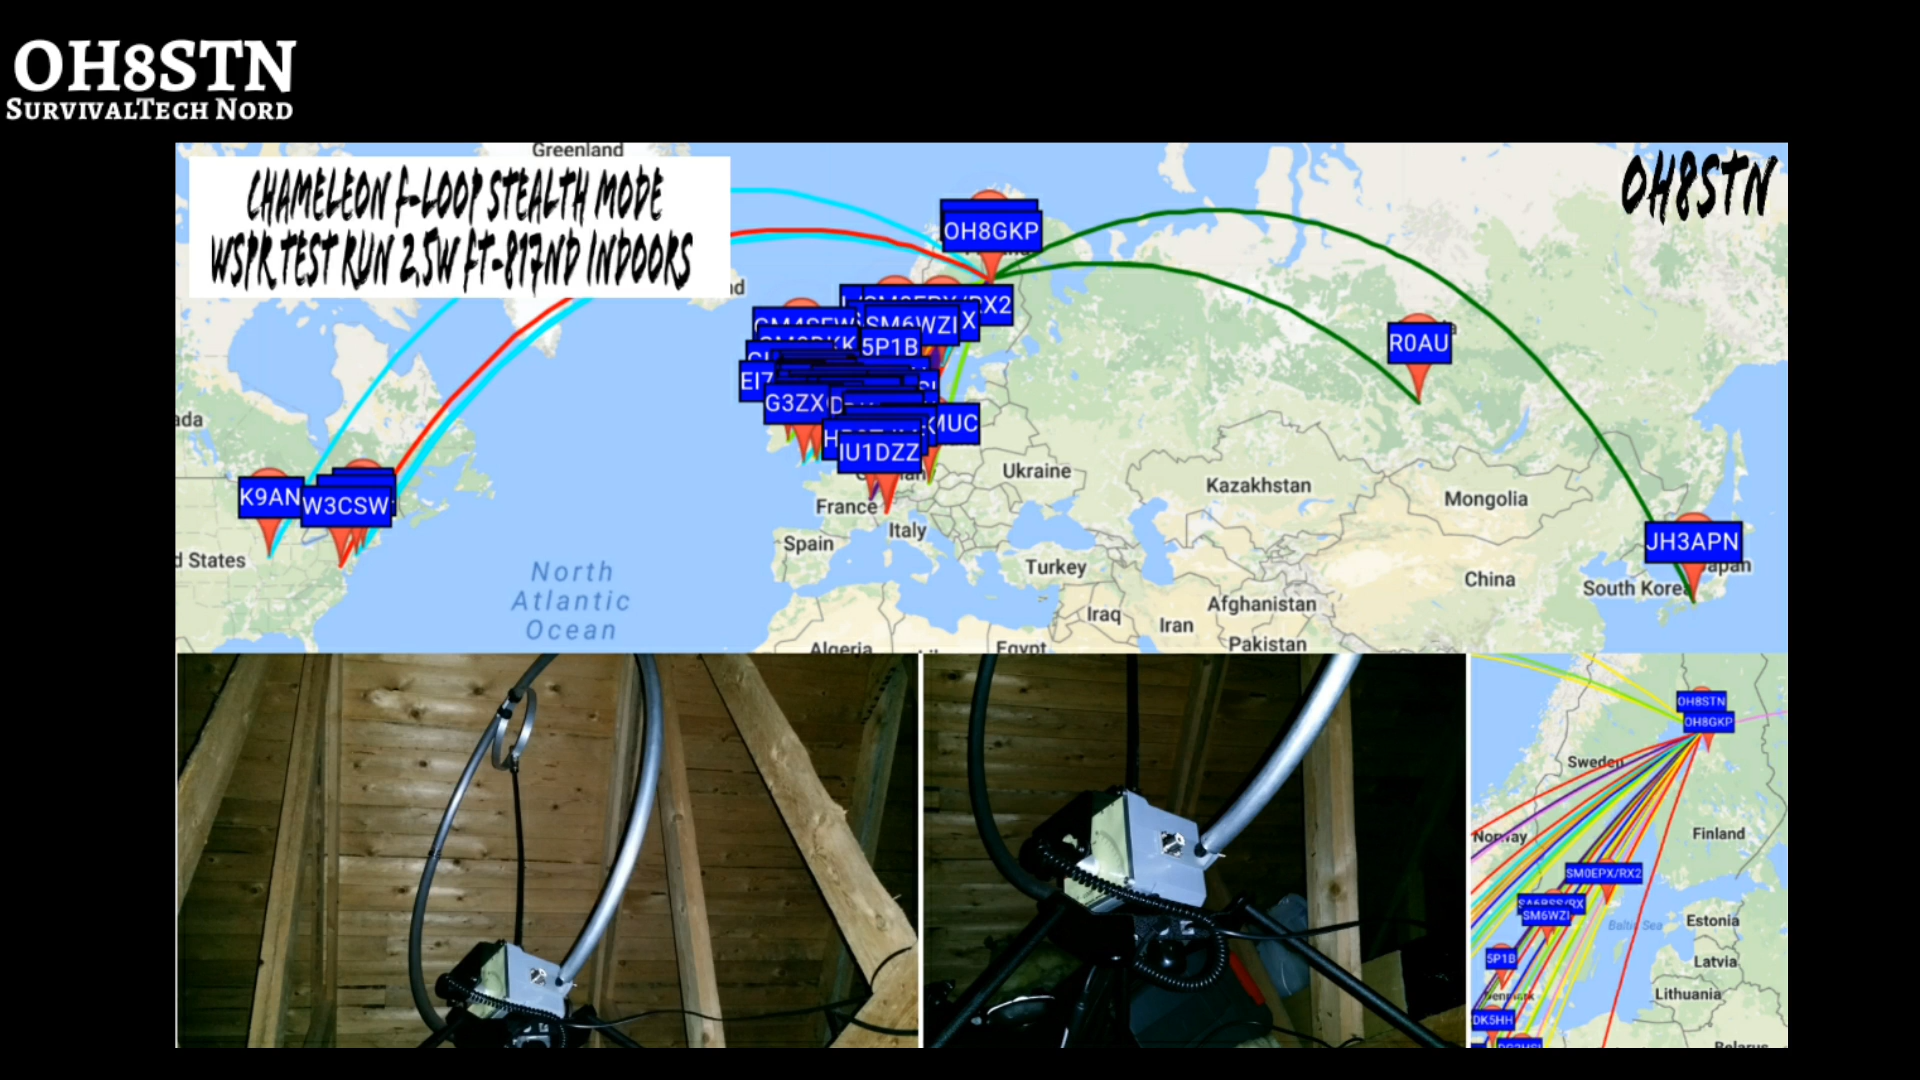 OH8STN
SURVIVALTECH NORD
Greenland
CHAMELEON F-LOOP STEALTH MODE
WSPR TEST RUN 2.5W FT-817ND INDOORS
OH8STN
OH8GKP
SM6WZI
5P1B
R0AU
G3ZX
IU1DZZ
K9AN
W3CSW
JH3APN
Ukraine
Kazakhstan
Mongolia
France
Italy
Spain
Turkey
China
South Korea
North
Atlantic
Ocean
Iraq
Iran
Afghanistan
Pakistan
Algeria
Egypt
OH8STN
OH8GKP
Sweden
Norway
Finland
SM0EPX/RX2
SM6WZI
Baltic Sea
Estonia
5P1B
Latvia
Denmark
Lithuania
DK5HH
Belarus